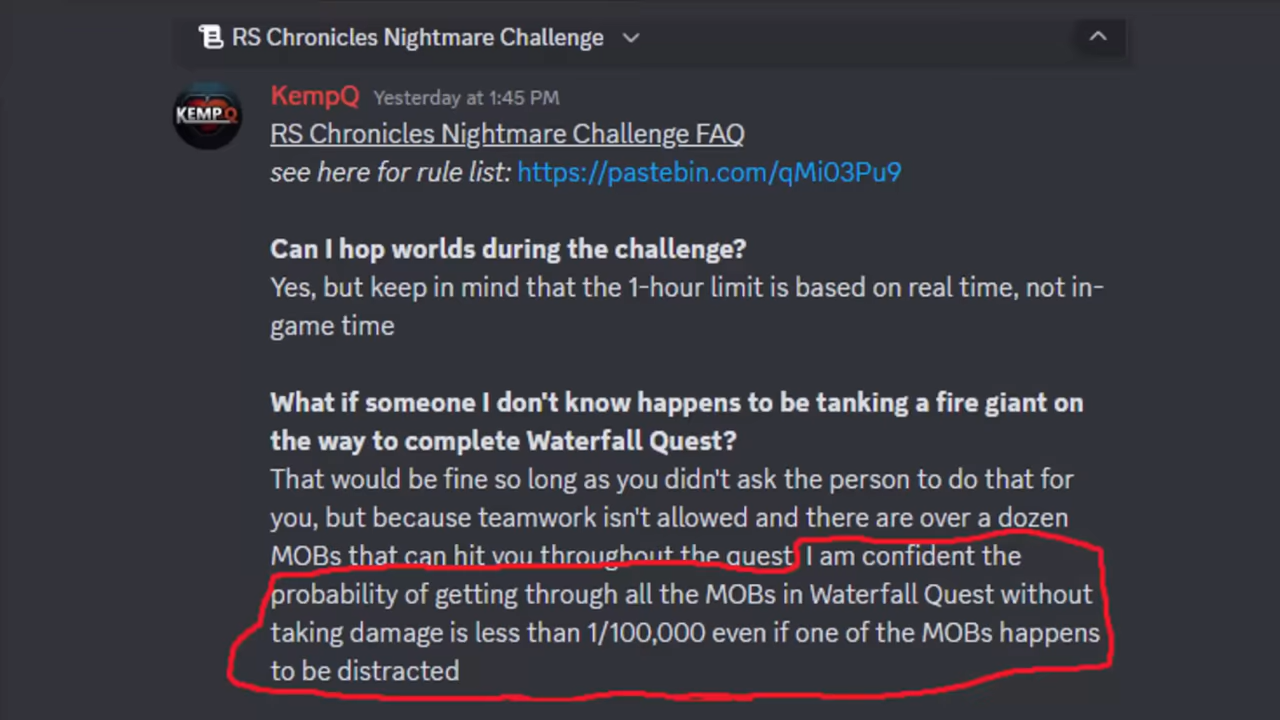 RS Chronicles Nightmare Challenge
KEMPQ
KempQ Yesterday at 1:45 PM
RS Chronicles Nightmare Challenge FAQ
see here for rule list: https://pastebin.com/qMi03Pu9
Can I hop worlds during the challenge?
Yes, but keep in mind that the 1-hour limit is based on real time, not in-
game time
What if someone I don't know happens to be tanking a fire giant on
the way to complete Waterfall Quest?
That would be fine so long as you didn't ask the person to do that for
you, but because teamwork isn't allowed and there are over a dozen
MOBs that can hit you throughout the quest I am confident the
probability of getting through all the MOBs in Waterfall Quest without
taking damage is less than 1/100,000 even if one of the MOBs happens
to be distracted